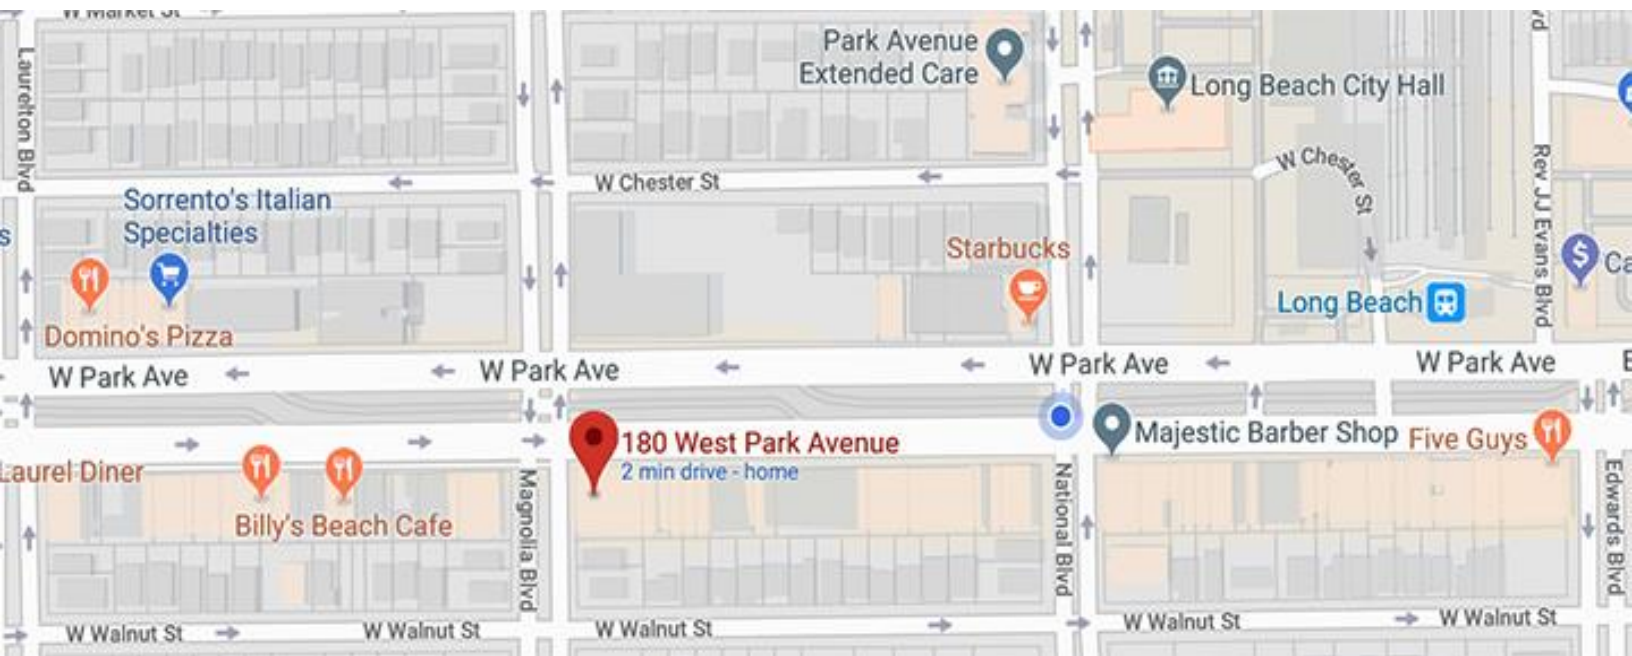 W Market St
Laurelton Blvd
Park Avenue
Extended Care
Long Beach City Hall
W Chester St
W Chester St
Rev JJ Evans Blvd
Sorrento's Italian
Specialties
Starbucks
Long Beach
$
Ca
Domino's Pizza
W Park Ave
W Park Ave
W Park Ave
W Park Ave
180 West Park Avenue
2 min drive - home
Majestic Barber Shop
Five Guys
Laurel Diner
Billy's Beach Cafe
Magnolia Blvd
National Blvd
Edwards Blvd
W Walnut St
W Walnut St
W Walnut St
W Walnut St
W Walnut St